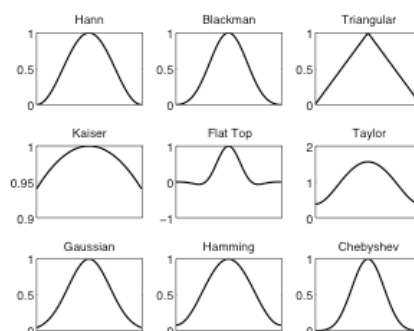 Hann Blackman Triangular
1 1 1
0.5 0.5 0.5
0 0 0
Kaiser Flat Top Taylor
1 1 2
0.95 0 1
0.9 −1 0
Gaussian Hamming Chebyshev
1 1 1
0.5 0.5 0.5
0 0 0